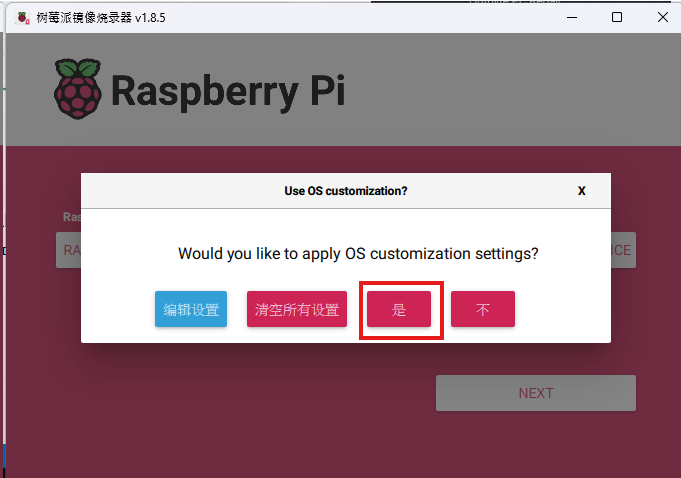 树莓派镜像烧录器 v1.8.5
Raspberry Pi
Use OS customization?
X
Ras
RA
ICE
Would you like to apply OS customization settings?
编辑设置
清空所有设置
是
不
NEXT